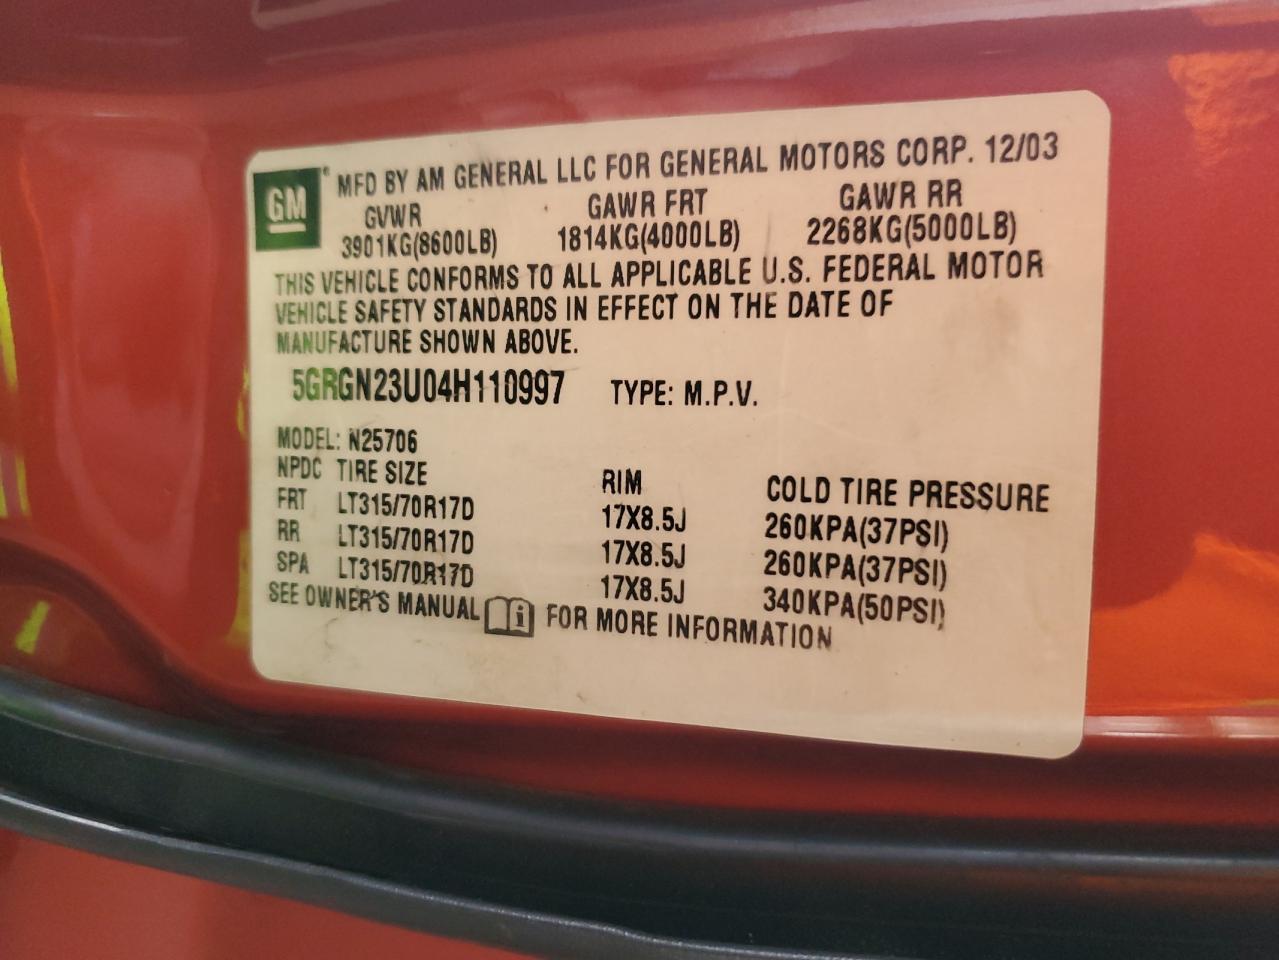 GM® MFD BY AM GENERAL LLC FOR GENERAL MOTORS CORP. 12/03
GVWR GAWR FRT GAWR RR
3901KG(8600LB) 1814KG(4000LB) 2268KG(5000LB)
THIS VEHICLE CONFORMS TO ALL APPLICABLE U.S. FEDERAL MOTOR
VEHICLE SAFETY STANDARDS IN EFFECT ON THE DATE OF
MANUFACTURE SHOWN ABOVE.
5GRGN23U04H110997 TYPE: M.P.V.
MODEL: N25706
NPDC TIRE SIZE RIM COLD TIRE PRESSURE
FRT LT315/70R17D 17X8.5J 260KPA(37PSI)
RR LT315/70R17D 17X8.5J 260KPA(37PSI)
SPA LT315/70R17D 17X8.5J 340KPA(50PSI)
SEE OWNER'S MANUAL i FOR MORE INFORMATION